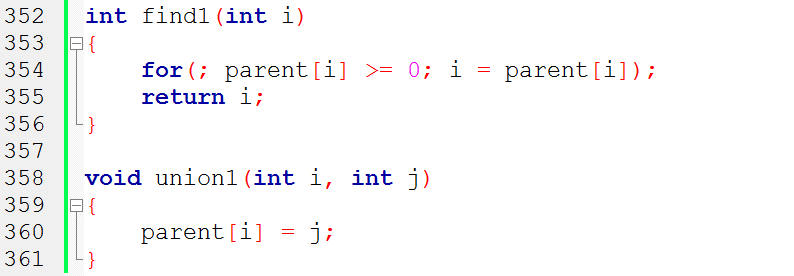 352 int find1(int i)
353 {
354     for(; parent[i] >= 0; i = parent[i]);
355     return i;
356 }
357
358 void union1(int i, int j)
359 {
360     parent[i] = j;
361 }